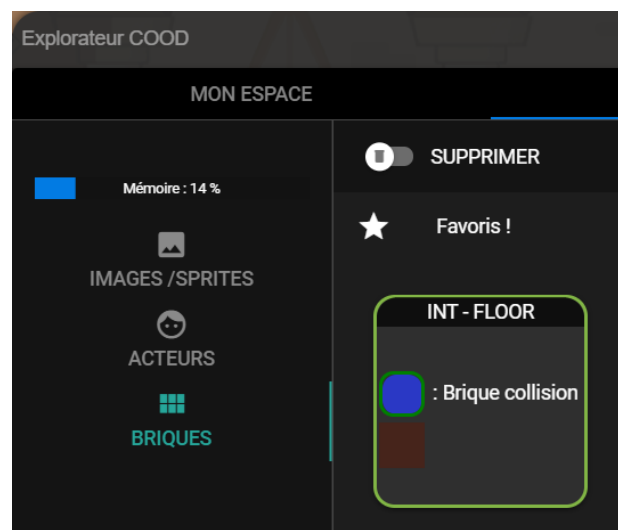 Explorateur COOD
MON ESPACE
Mémoire : 14 %
IMAGES /SPRITES
ACTEURS
BRIQUES
SUPPRIMER
Favoris !
INT - FLOOR
: Brique collision